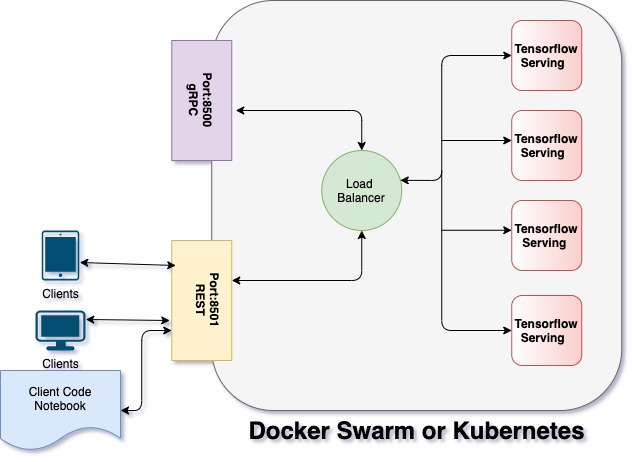 Port:8500
gRPC
Tensorflow
Serving
Tensorflow
Serving
Load
Balancer
Tensorflow
Serving
Port:8501
REST
Clients
Tensorflow
Serving
Clients
Client Code
Notebook
Docker Swarm or Kubernetes